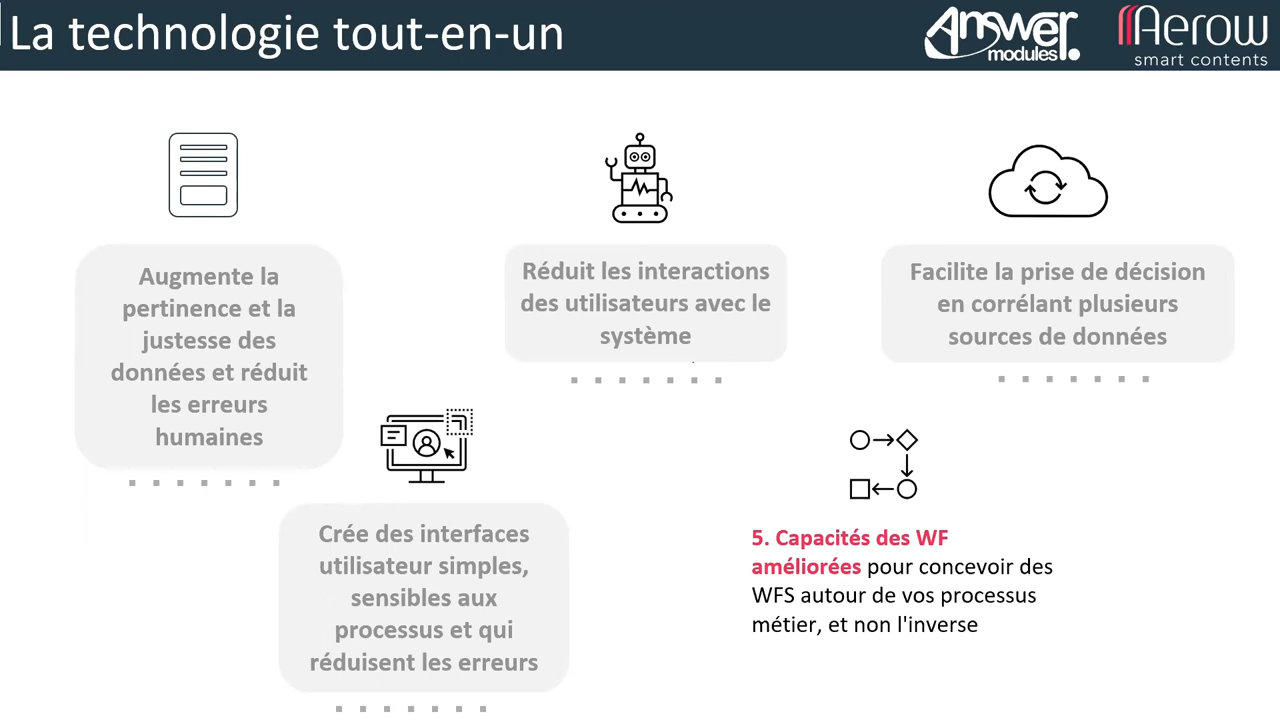 La technologie tout-en-un
Answer
modules
Aerow
smart contents
Augmente la
pertinence et la
justesse des
données et réduit
les erreurs
humaines
Crée des interfaces
utilisateur simples,
sensibles aux
processus et qui
réduisent les erreurs
Réduit les interactions
des utilisateurs avec le
système
Facilite la prise de décision
en corrélant plusieurs
sources de données
5. Capacités des WF
améliorées pour concevoir des
WFS autour de vos processus
métier, et non l'inverse